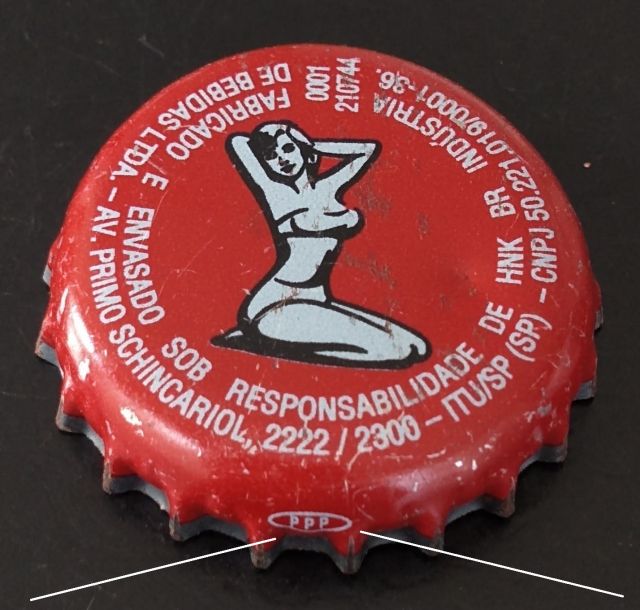 FABRICADO E ENVASADO SOB RESPONSABILIDADE DE HNK BR INDÚSTRIA
DE BEBIDAS LTDA. – AV. PRIMO SCHINCARIOL, 2222 / 2300 – ITU/SP (SP) – CNPJ 50.221.019/0001-36.
0001
210744
PPP